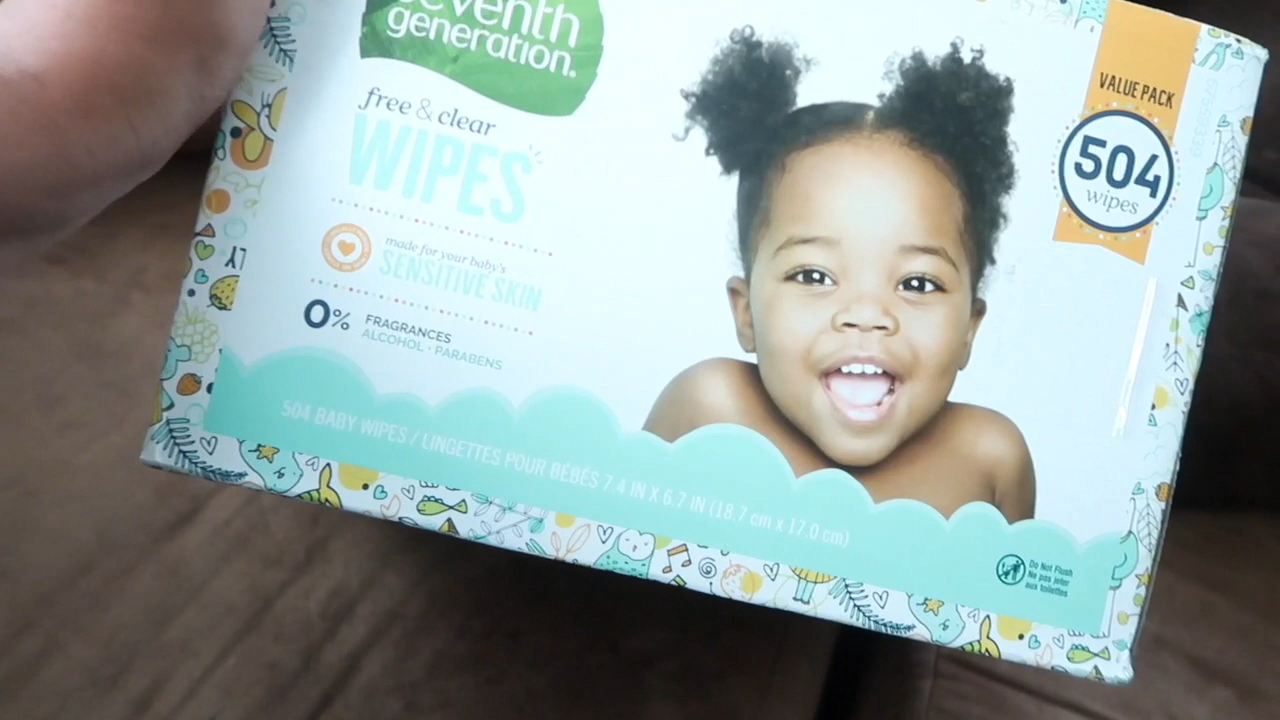 seventh
generation.
free & clear
WIPES
made for your baby's
SENSITIVE SKIN
0% FRAGRANCES
ALCOHOL · PARABENS
VALUE PACK
504
wipes
504 BABY WIPES / LINGETTES POUR BÉBÉS 7.4 IN X 6.7 IN (18.7 cm x 17.0 cm)
Do Not Flush
Ne pas jeter
aux toilettes